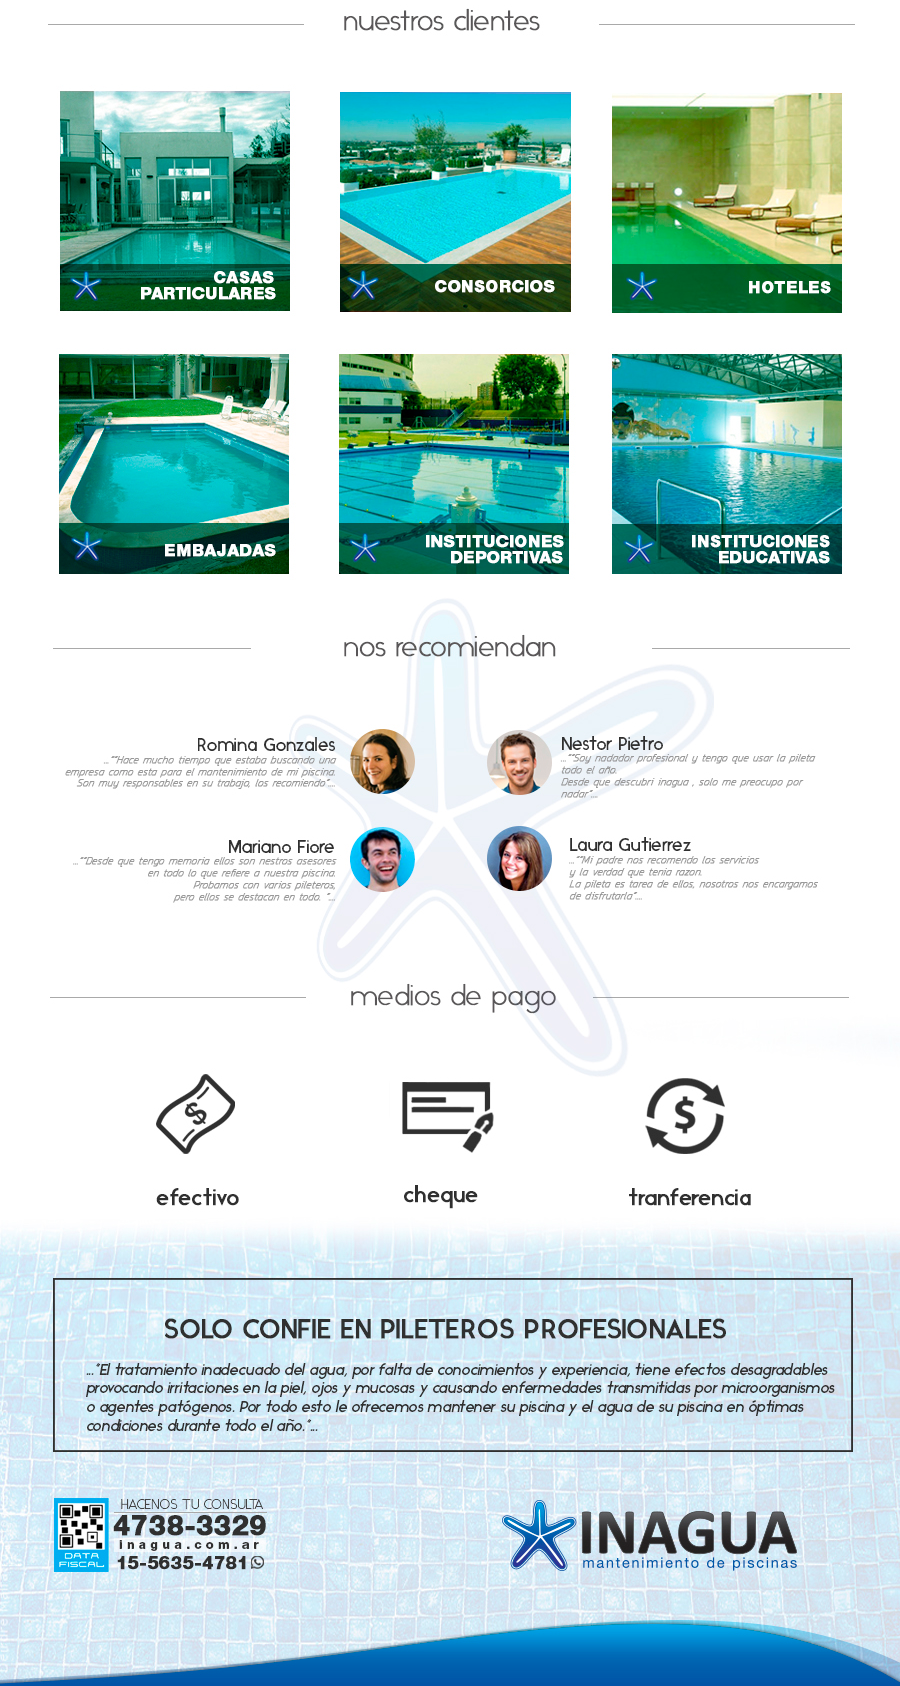 nuestros clientes
CASAS
PARTICULARES
CONSORCIOS
HOTELES
EMBAJADAS
INSTITUCIONES
DEPORTIVAS
INSTITUCIONES
EDUCATIVAS
nos recomiendan
Romina Gonzales
...""Hace mucho tiempo que estaba buscando una
empresa como esta para el mantenimiento de mi piscina.
Son muy responsables en su trabajo, los recomiendo"...
Nestor Pietro
...""Soy nadador profesional y tengo que usar la pileta
todo el año.
Desde que descubri inagua , solo me preocupo por
nadar"...
Mariano Fiore
...""Desde que tengo memoria ellos son nestros asesores
en todo lo que refiere a nuestra piscina.
Probamos con varios pileteros,
pero ellos se destacan en todo. "...
Laura Gutierrez
...""Mi padre nos recomendo los servicios
y la verdad que tenia razon.
La pileta es tarea de ellos, nosotros nos encargamos
de disfrutarla"...
medios de pago
efectivo
cheque
tranferencia
SOLO CONFIE EN PILETEROS PROFESIONALES
..."El tratamiento inadecuado del agua, por falta de conocimientos y experiencia, tiene efectos desagradables
provocando irritaciones en la piel, ojos y mucosas y causando enfermedades transmitidas por microorganismos
o agentes patógenos. Por todo esto le ofrecemos mantener su piscina y el agua de su piscina en óptimas
condiciones durante todo el año."...
DATA
FISCAL
HACENOS TU CONSULTA
4738-3329
inagua.com.ar
15-5635-4781
INAGUA
mantenimiento de piscinas